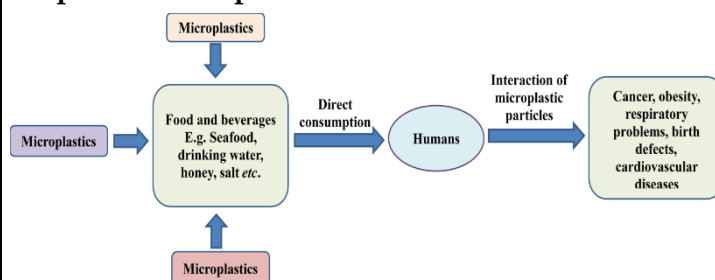 Microplastics
Microplastics
Food and beverages
E.g. Seafood,
drinking water,
honey, salt etc.
Microplastics
Direct
consumption
Humans
Interaction of
microplastic
particles
Cancer, obesity,
respiratory
problems, birth
defects,
cardiovascular
diseases